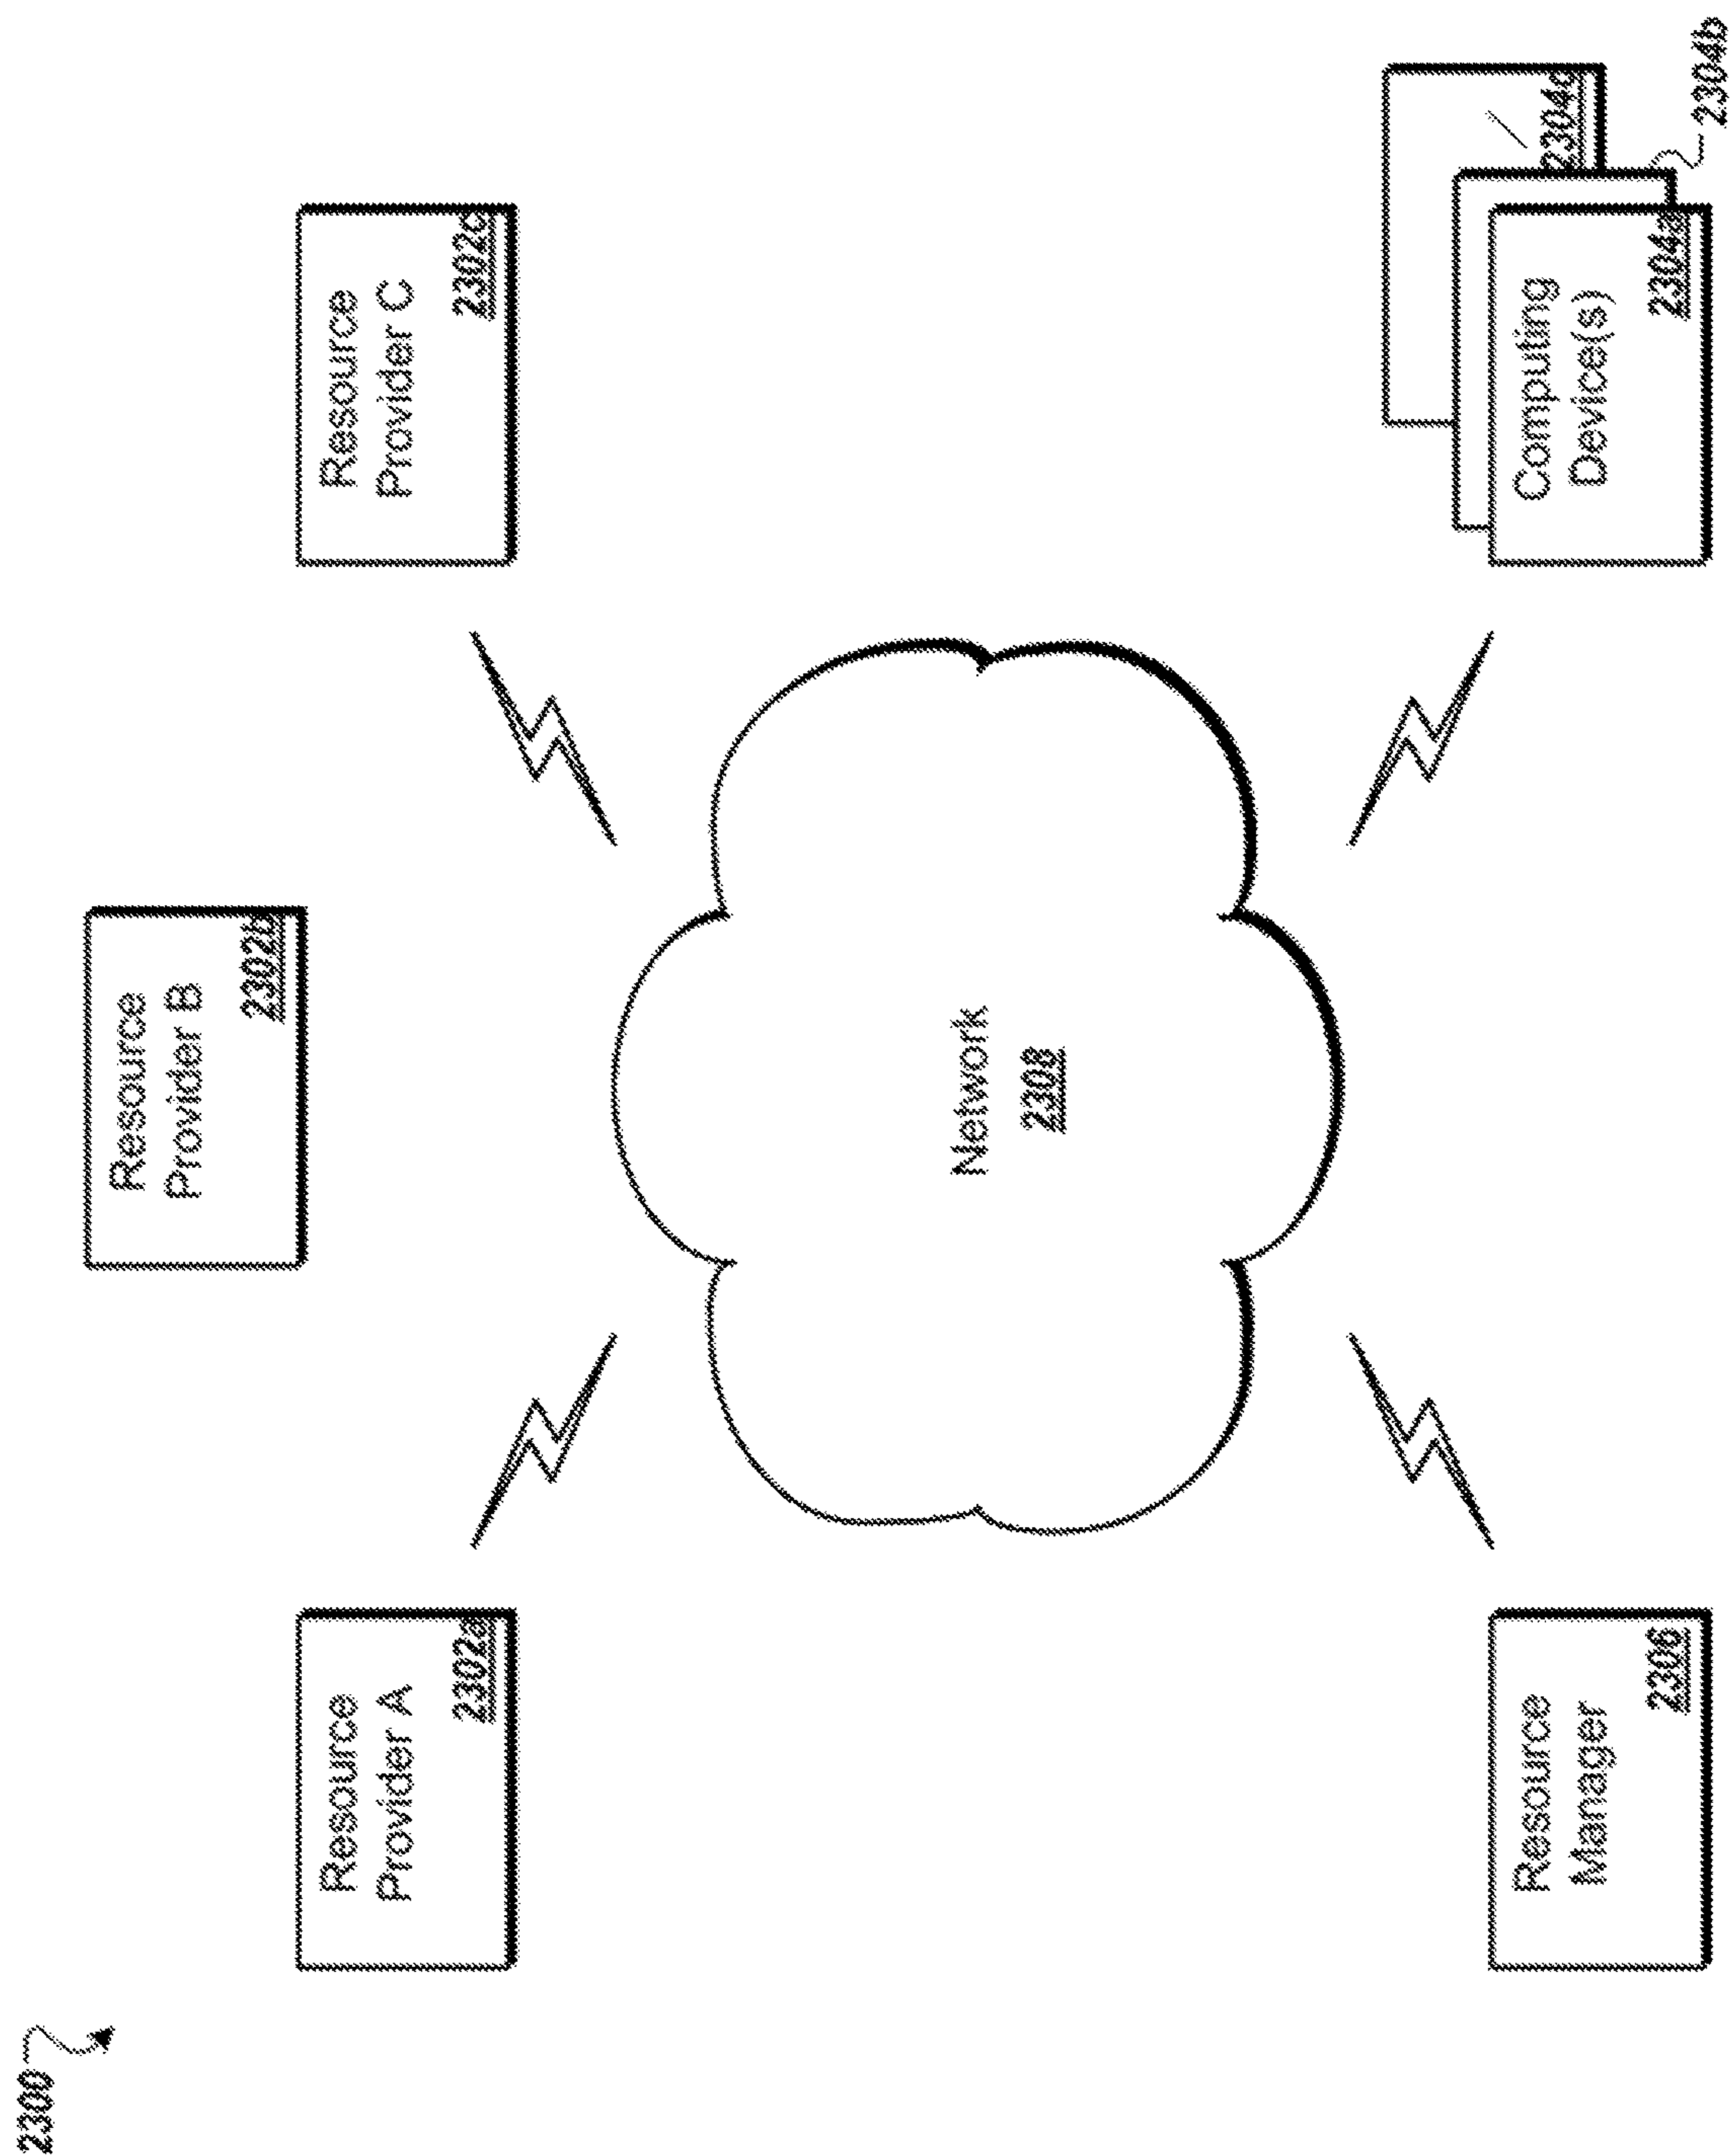 2300
Resource
Provider A
2302a
Resource
Provider B
2302b
Resource
Provider C
2302c
Network
2308
Resource
Manager
2306
Computing
Device(s)
2304a
2304b
2304c